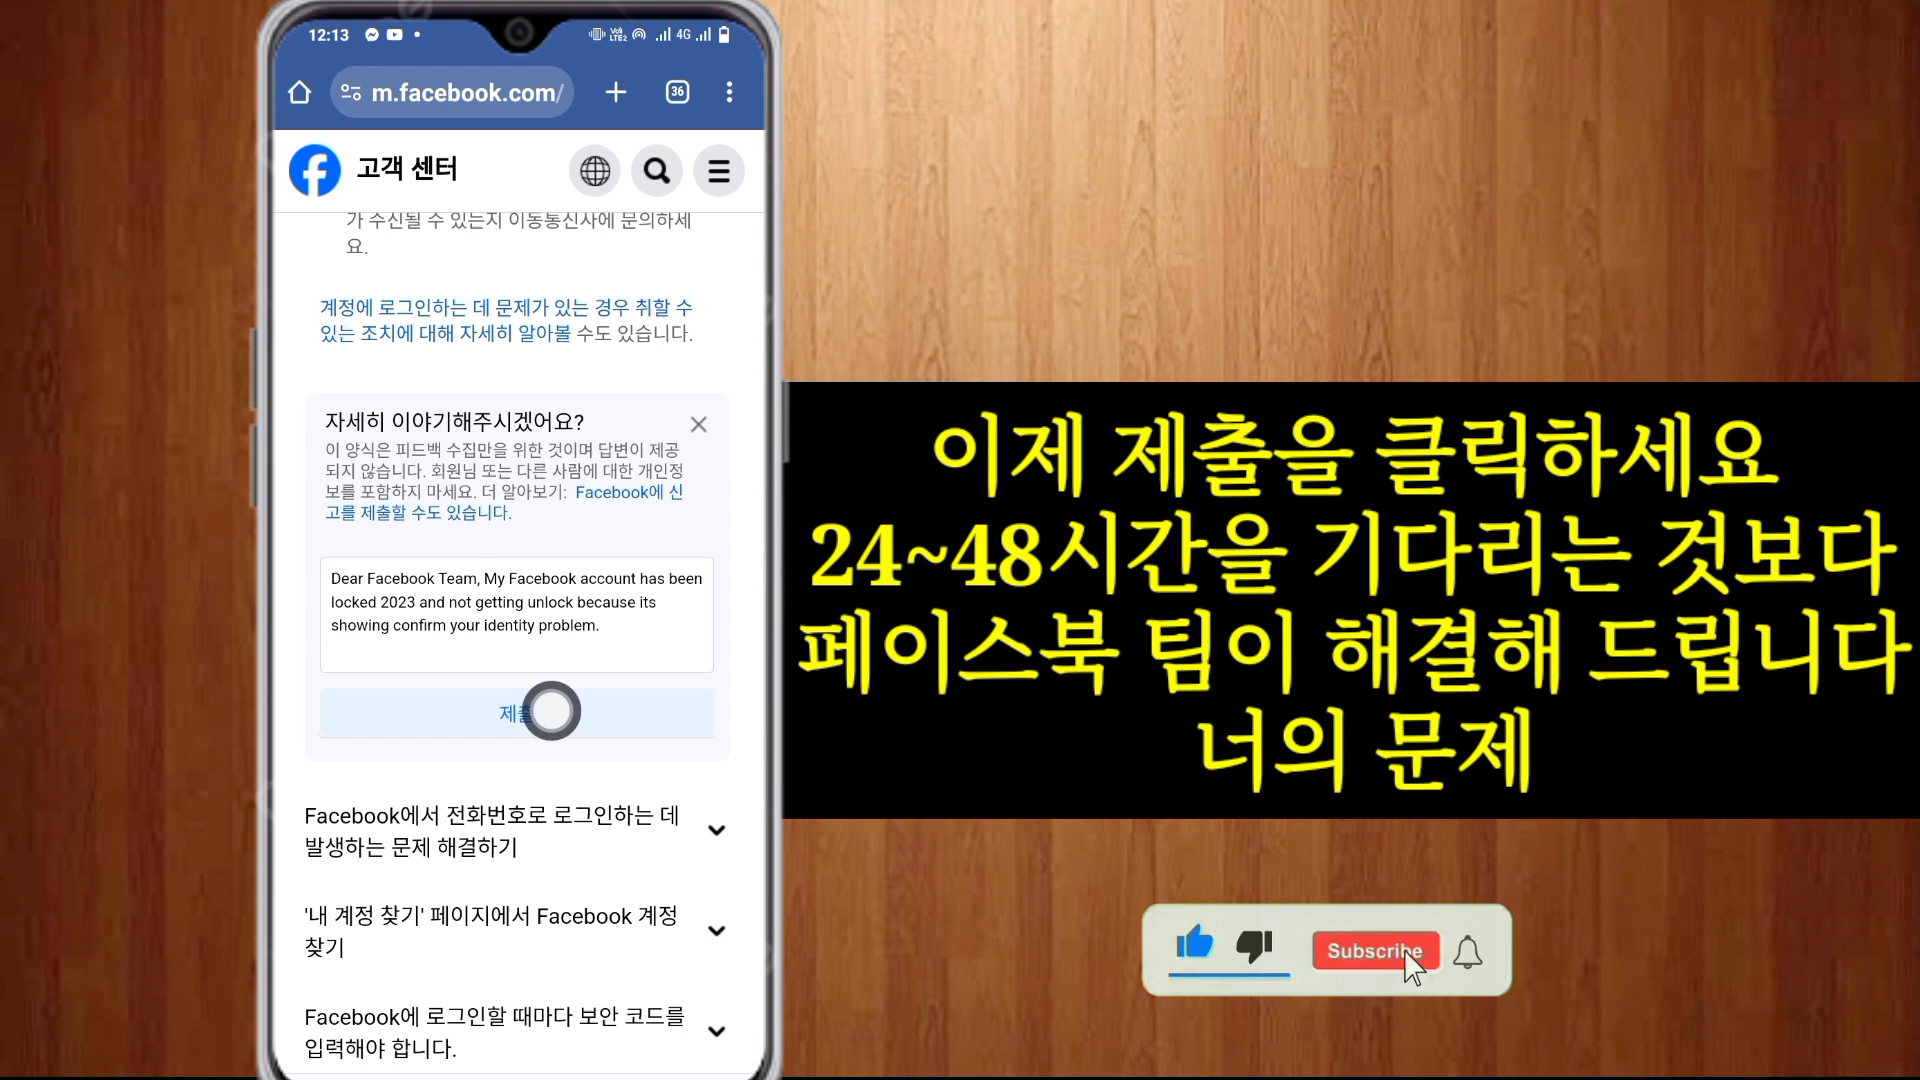 12:13
VoI LTE2
4G
m.facebook.com/
36
고객 센터
가 수신될 수 있는지 이동통신사에 문의하세
요.
계정에 로그인하는 데 문제가 있는 경우 취할 수
있는 조치에 대해 자세히 알아볼 수도 있습니다.
자세히 이야기해주시겠어요?
이 양식은 피드백 수집만을 위한 것이며 답변이 제공
되지 않습니다. 회원님 또는 다른 사람에 대한 개인정
보를 포함하지 마세요. 더 알아보기: Facebook에 신
고를 제출할 수도 있습니다.
Dear Facebook Team, My Facebook account has been
locked 2023 and not getting unlock because its
showing confirm your identity problem.
Facebook에서 전화번호로 로그인하는 데
발생하는 문제 해결하기
'내 계정 찾기' 페이지에서 Facebook 계정
찾기
Facebook에 로그인할 때마다 보안 코드를
입력해야 합니다.
이제 제출을 클릭하세요
24~48시간을 기다리는 것보다
페이스북 팀이 해결해 드립니다
너의 문제
Subscribe